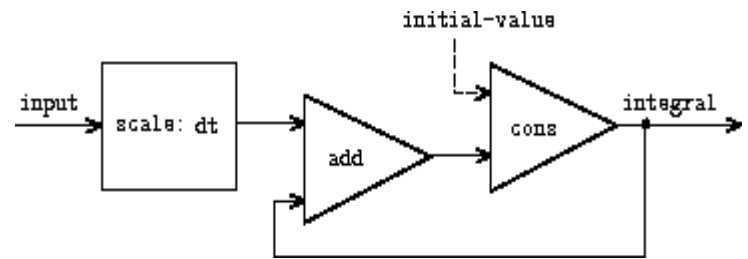 initial-value
input
scale: dt
add
cons
integral